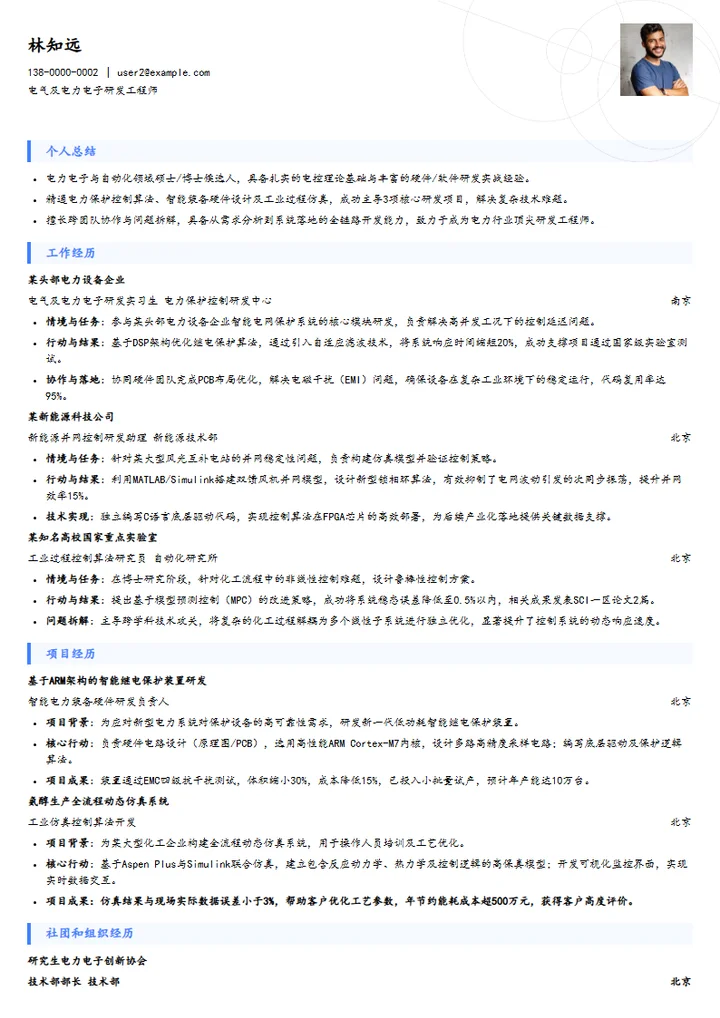 林知远
138-0000-0002 | user2@example.com
电气及电力电子研发工程师
个人总结
• 电力电子与自动化领域硕士/博士候选人，具备扎实的电控理论基础与丰富的硬件/软件研发实战经验。
• 精通电力保护控制算法、智能装备硬件设计及工业过程仿真，成功主导3项核心研发项目，解决复杂技术难题。
• 擅长跨团队协作与问题拆解，具备从需求分析到系统落地的全链路开发能力，致力于成为电力行业顶尖研发工程师。
工作经历
某头部电力设备企业
电气及电力电子研发实习生 电力保护控制研发中心 南京
• 情境与任务：参与某头部电力设备企业智能电网保护系统的核心模块研发，负责解决高并发工况下的控制延迟问题。
• 行动与结果：基于DSP架构优化继电保护算法，通过引入自适应滤波技术，将系统响应时间缩短20%，成功支撑项目通过国家级实验室测
试。
• 协作与落地：协同硬件团队完成PCB布局优化，解决电磁干扰（EMI）问题，确保设备在复杂工业环境下的稳定运行，代码复用率达
95%。
某新能源科技公司
新能源并网控制研发助理 新能源技术部 北京
• 情境与任务：针对某大型风光互补电站的并网稳定性问题，负责构建仿真模型并验证控制策略。
• 行动与结果：利用MATLAB/Simulink搭建双馈风机并网模型，设计新型锁相环算法，有效抑制了电网波动引发的次同步振荡，提升并网
效率15%。
• 技术实现：独立编写C语言底层驱动代码，实现控制算法在FPGA芯片的高效部署，为后续产业化落地提供关键数据支撑。
某知名高校国家重点实验室
工业过程控制算法研究员 自动化研究所 北京
• 情境与任务：在博士研究阶段，针对化工流程中的非线性控制难题，设计鲁棒性控制方案。
• 行动与结果：提出基于模型预测控制（MPC）的改进策略，成功将系统稳态误差降低至0.5%以内，相关成果发表SCI一区论文2篇。
• 问题拆解：主导跨学科技术攻关，将复杂的化工过程解耦为多个线性子系统进行独立优化，显著提升了控制系统的动态响应速度。
项目经历
基于ARM架构的智能继电保护装置研发
智能电力装备硬件研发负责人 北京
• 项目背景：为应对新型电力系统对保护设备的高可靠性需求，研发新一代低功耗智能继电保护装置。
• 核心行动：负责硬件电路设计（原理图/PCB），选用高性能ARM Cortex-M7内核，设计多路高精度采样电路；编写底层驱动及保护逻辑
算法。
• 项目成果：装置通过EMC四级抗干扰测试，体积缩小30%，成本降低15%，已投入小批量试产，预计年产能达10万台。
氨醇生产全流程动态仿真系统
工业仿真控制算法开发 北京
• 项目背景：为某大型化工企业构建全流程动态仿真系统，用于操作人员培训及工艺优化。
• 核心行动：基于Aspen Plus与Simulink联合仿真，建立包含反应动力学、热力学及控制逻辑的高保真模型；开发可视化监控界面，实现
实时数据交互。
• 项目成果：仿真结果与现场实际数据误差小于3%，帮助客户优化工艺参数，年节约能耗成本超500万元，获得客户高度评价。
社团和组织经历
研究生电力电子创新协会
技术部部长 技术部 北京